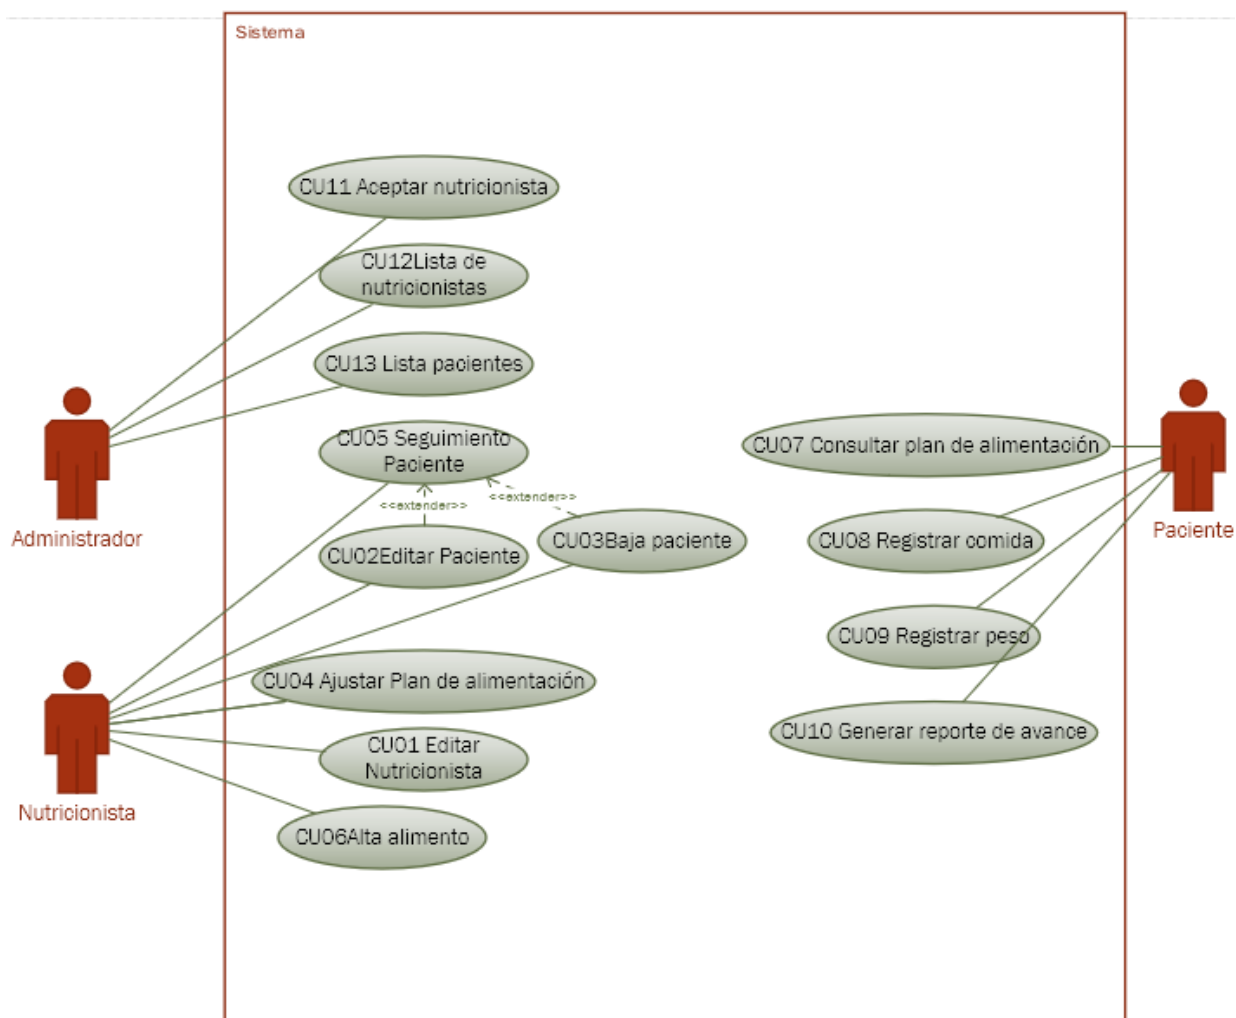 Sistema
CU11 Aceptar nutricionista
CU12Lista de
nutricionistas
CU13 Lista pacientes
CU05 Seguimiento
Paciente
<<extender>>
<<extender>>
CU02Editar Paciente
CU03Baja paciente
CU04 Ajustar Plan de alimentación
CU01 Editar
Nutricionista
CU06Alta alimento
CU07 Consultar plan de alimentación
CU08 Registrar comida
CU09 Registrar peso
CU10 Generar reporte de avance
Administrador
Nutricionista
Paciente